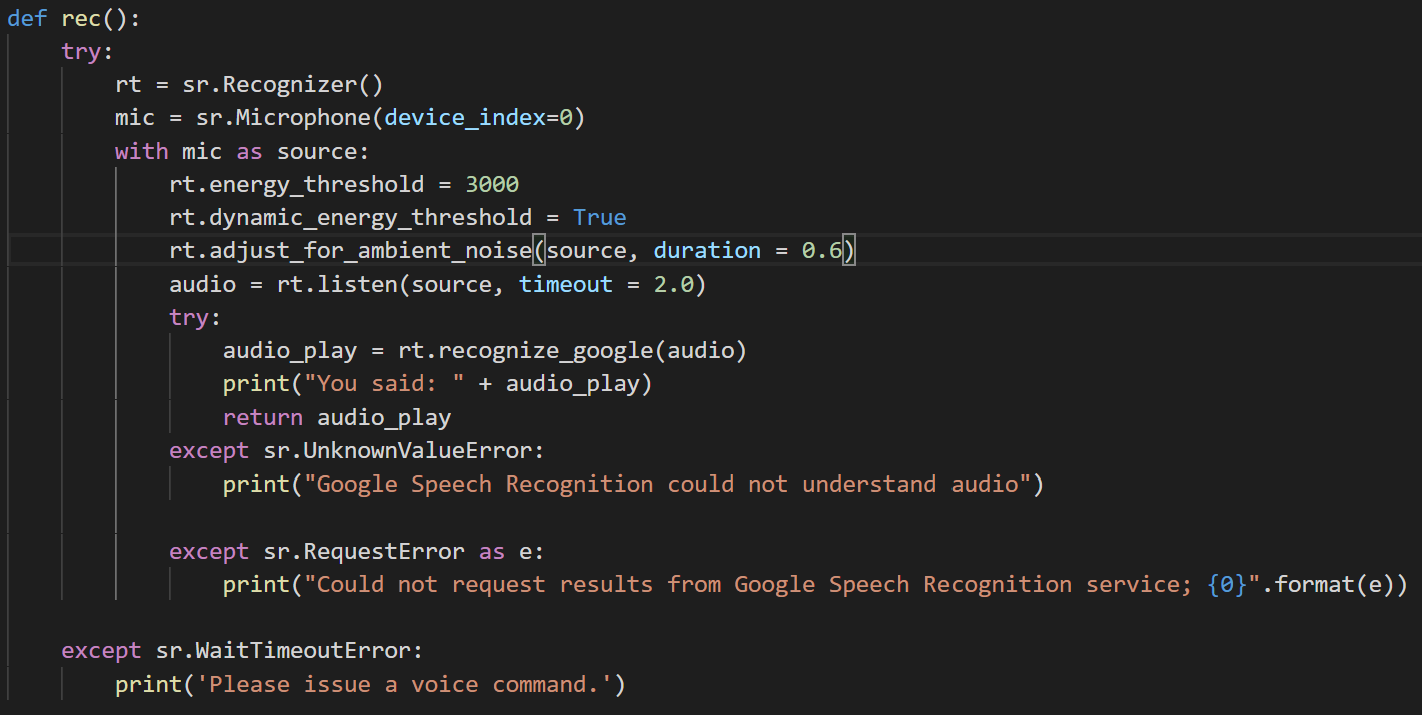 def rec():
    try:
        rt = sr.Recognizer()
        mic = sr.Microphone(device_index=0)
        with mic as source:
            rt.energy_threshold = 3000
            rt.dynamic_energy_threshold = True
            rt.adjust_for_ambient_noise(source, duration = 0.6)
            audio = rt.listen(source, timeout = 2.0)
            try:
                audio_play = rt.recognize_google(audio)
                print("You said: " + audio_play)
                return audio_play
            except sr.UnknownValueError:
                print("Google Speech Recognition could not understand audio")

            except sr.RequestError as e:
                print("Could not request results from Google Speech Recognition service; {0}".format(e))

    except sr.WaitTimeoutError:
        print('Please issue a voice command.')